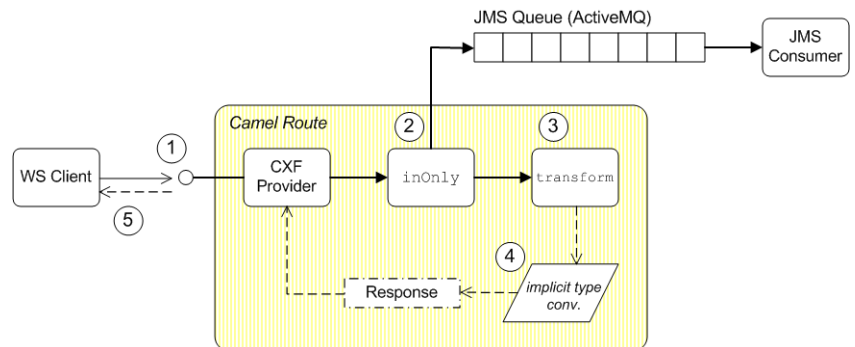 JMS Queue (ActiveMQ)
JMS
Consumer
Camel Route
2
3
1
WS Client
CXF
Provider
inOnly
transform
5
4
Response
implicit type
conv.